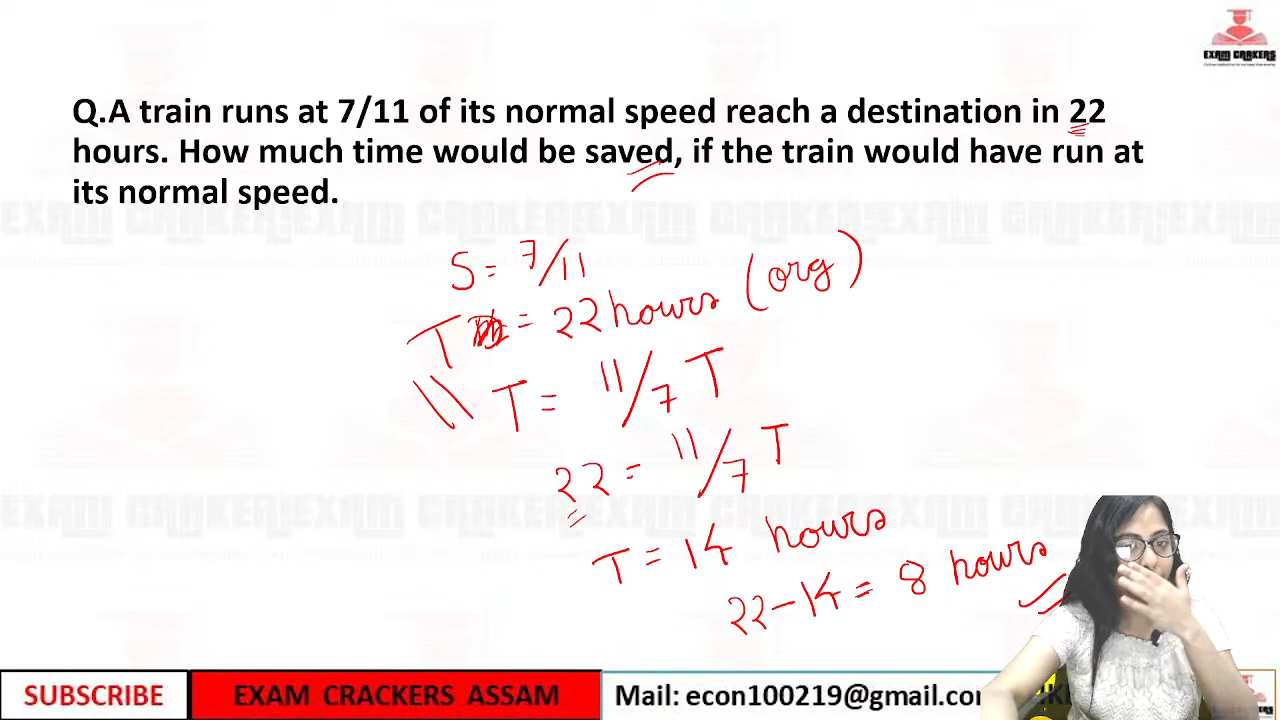 EXAM CRAKERS
Q.A train runs at 7/11 of its normal speed reach a destination in 22
hours. How much time would be saved, if the train would have run at
its normal speed.
S = 7/11
T = 22 hours (org)
T = 11/7 T
22 = 11/7 T
T = 14 hours
22-14 = 8 hours
SUBSCRIBE EXAM CRACKERS ASSAM Mail: econ100219@gmail.co